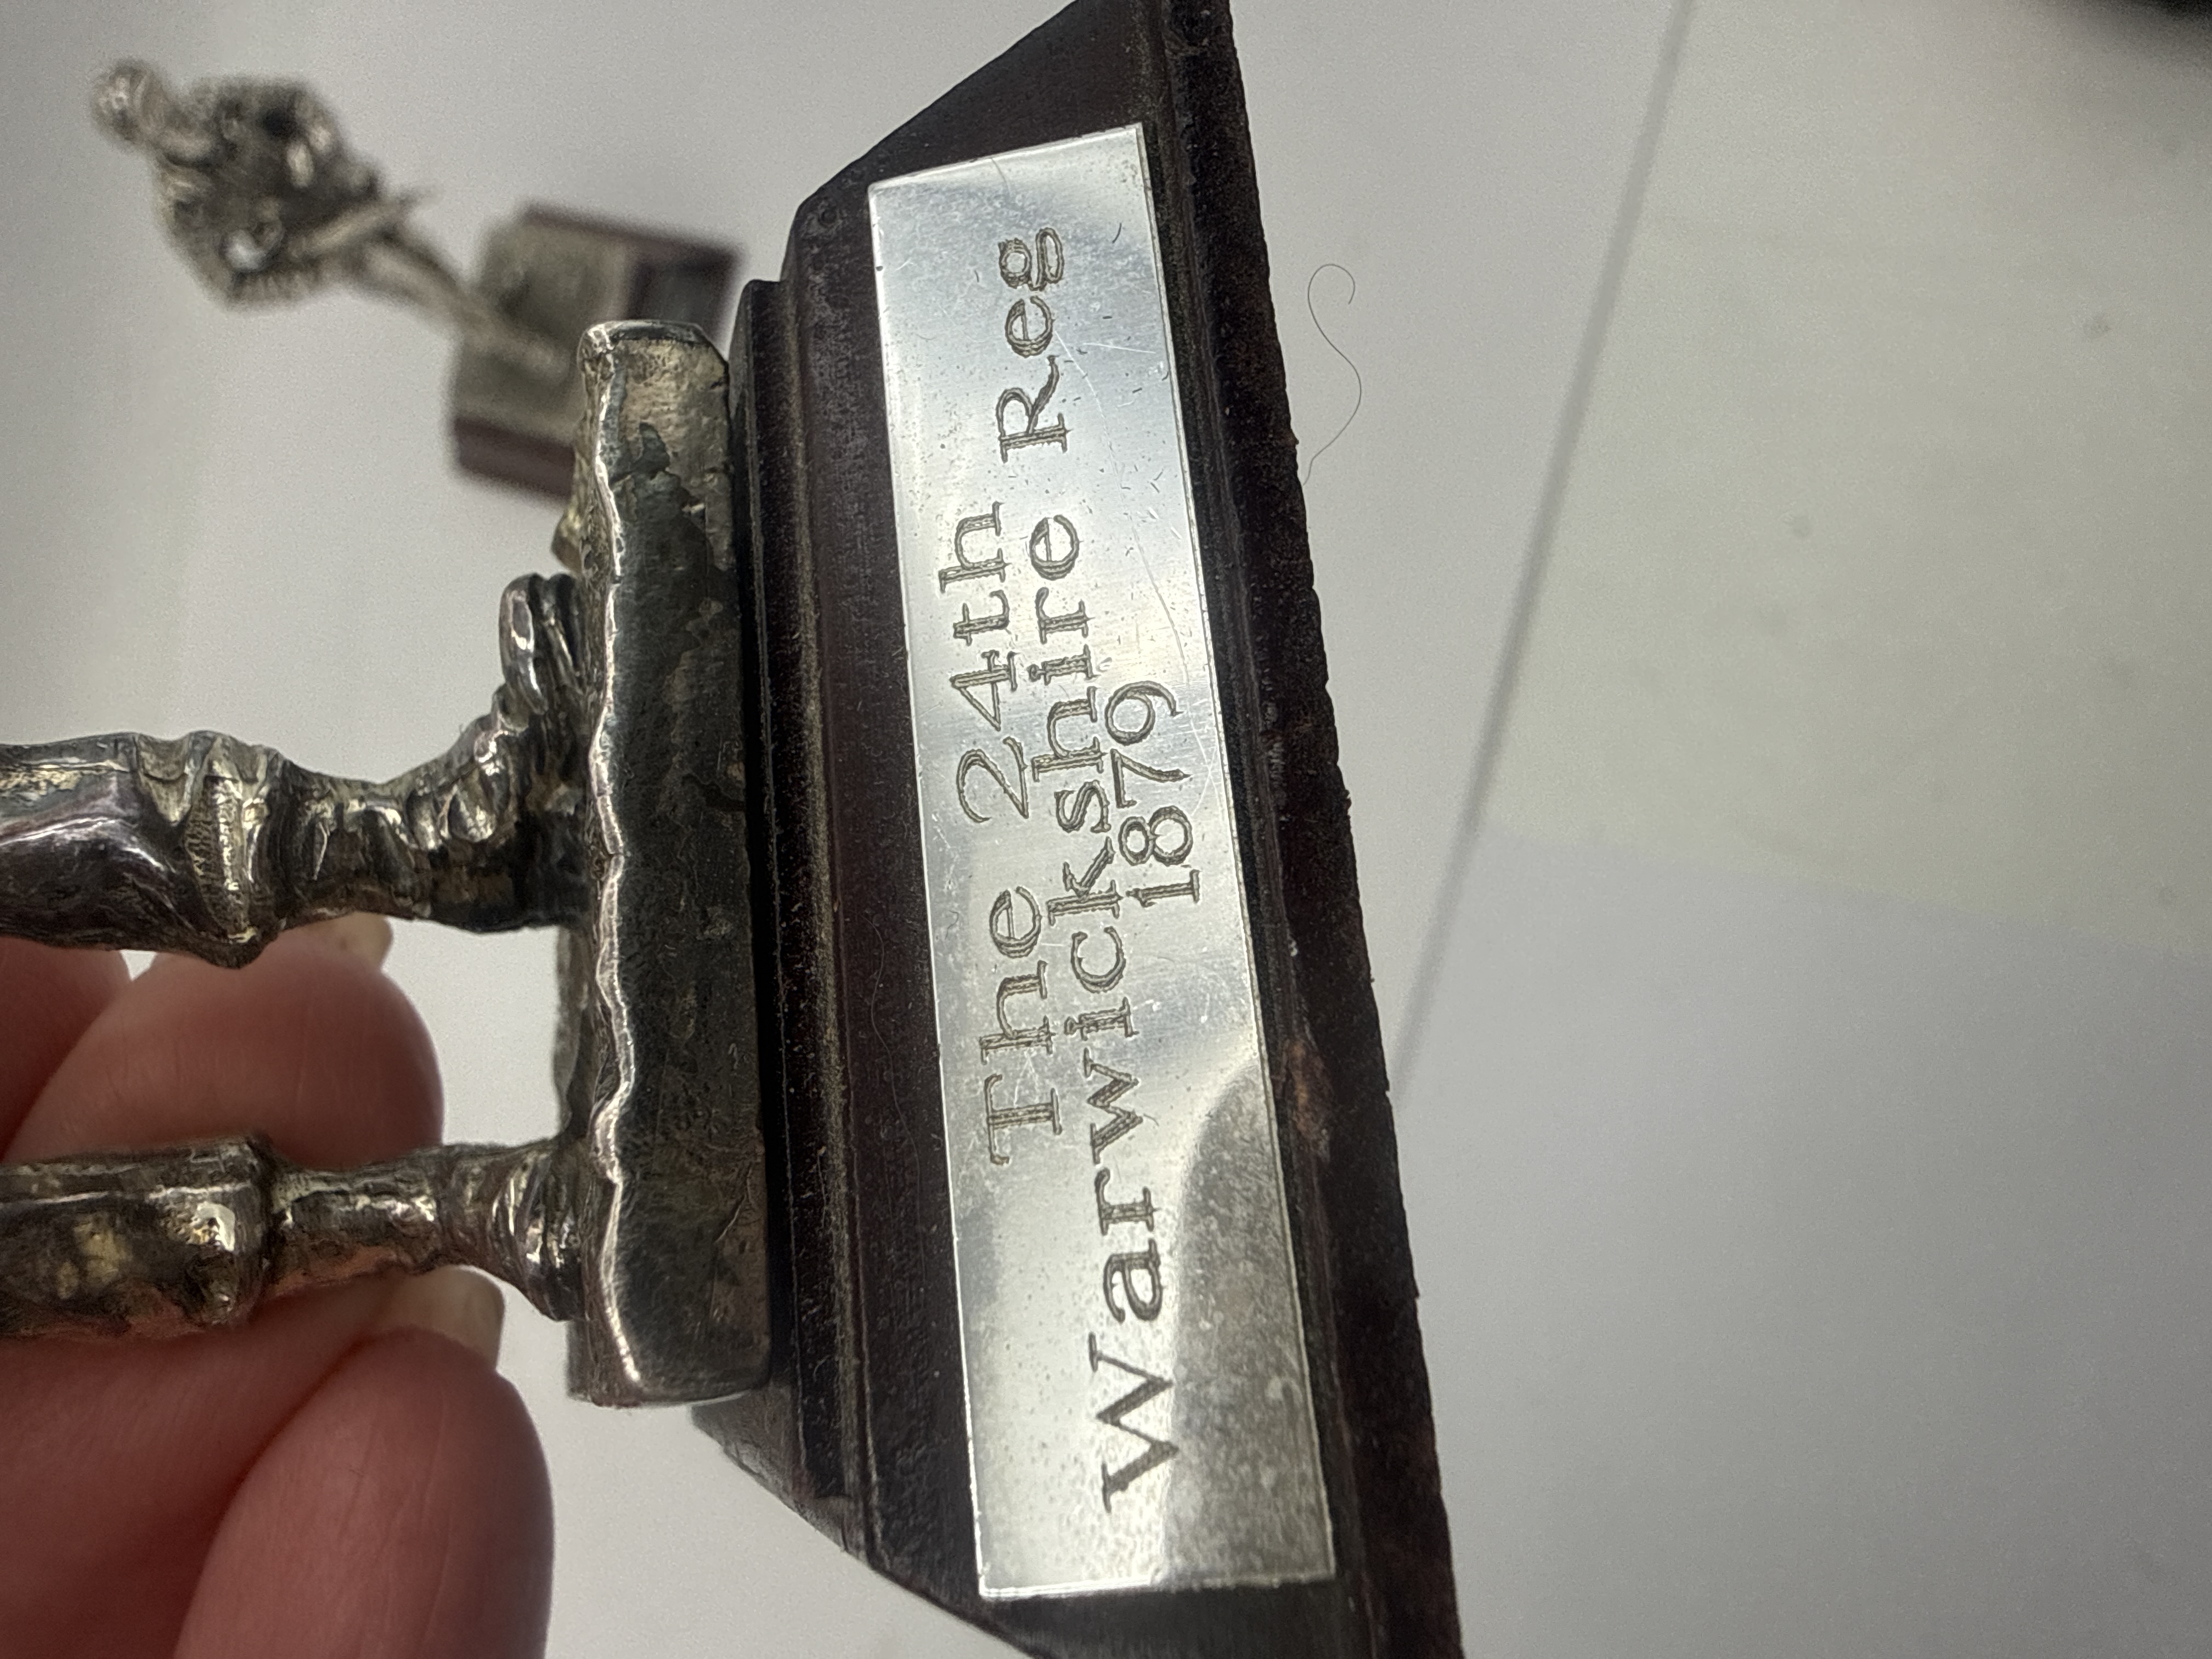 The 24th
Warwickshire Reg
1879